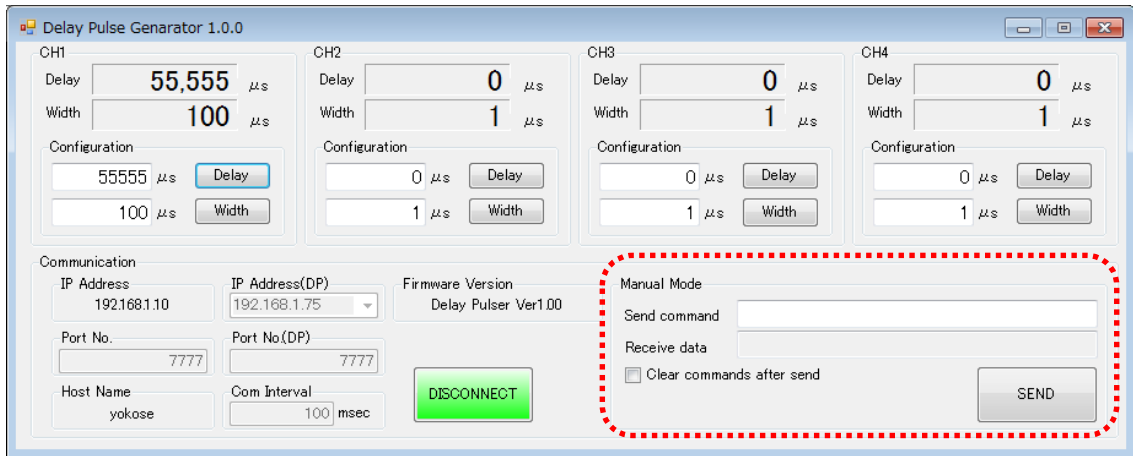 Delay Pulse Genarator 1.0.0
CH1
Delay 55,555 μs
Width 100 μs
Configuration
55555 μs Delay
100 μs Width
CH2
Delay 0 μs
Width 1 μs
Configuration
0 μs Delay
1 μs Width
CH3
Delay 0 μs
Width 1 μs
Configuration
0 μs Delay
1 μs Width
CH4
Delay 0 μs
Width 1 μs
Configuration
0 μs Delay
1 μs Width
Communication
IP Address
192.168.1.10
Port No.
7777
Host Name
yokose
IP Address(DP)
192.168.1.75
Port No.(DP)
7777
Com Interval
100 msec
Firmware Version
Delay Pulser Ver1.00
DISCONNECT
Manual Mode
Send command
Receive data
Clear commands after send
SEND